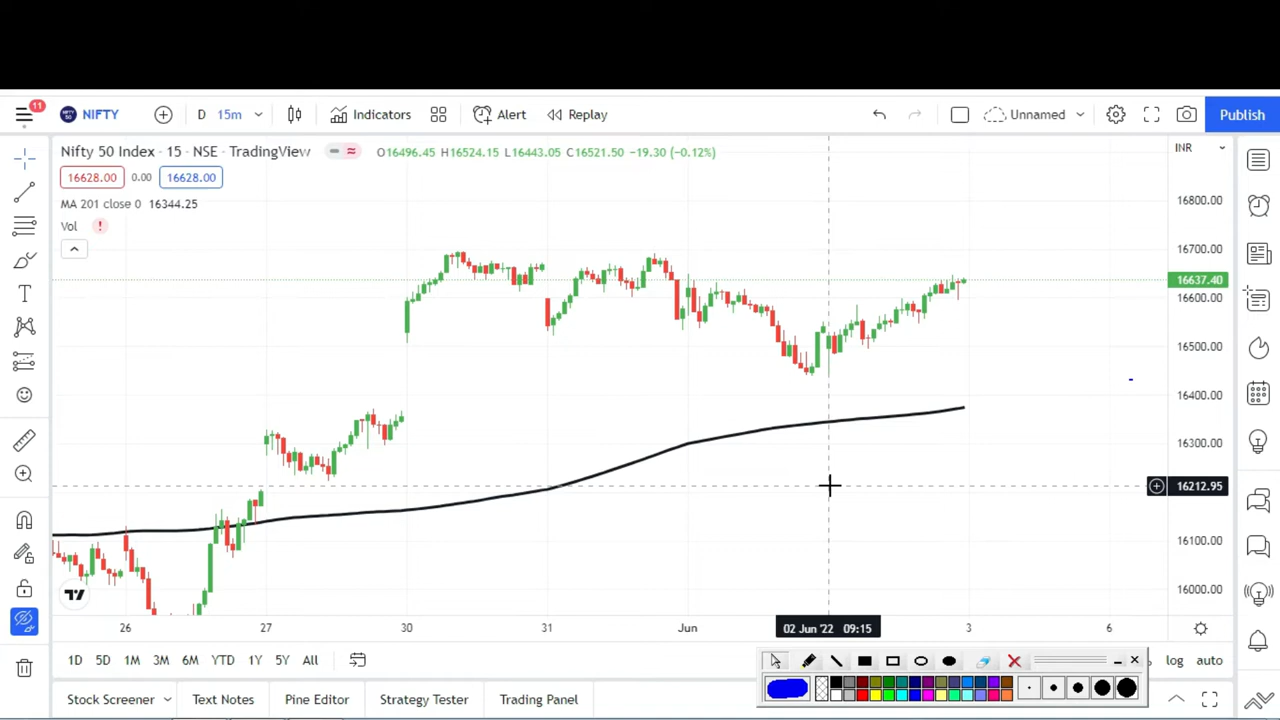 11
NIFTY D 15m Indicators Alert Replay Unnamed Publish
Nifty 50 Index · 15 · NSE · TradingView O16496.45 H16524.15 L16443.05 C16521.50 −19.30 (−0.12%)
INR
16628.00 0.00 16628.00
MA 201 close 0 16344.25
Vol !
16800.00
16700.00
16637.40
16600.00
16500.00
16400.00
16300.00
16212.95
16100.00
16000.00
26 27 30 31 Jun 02 Jun '22 09:15 3 6
1D 5D 1M 3M 6M YTD 1Y 5Y All log auto
Stock Screener Text Notes ine Editor Strategy Tester Trading Panel